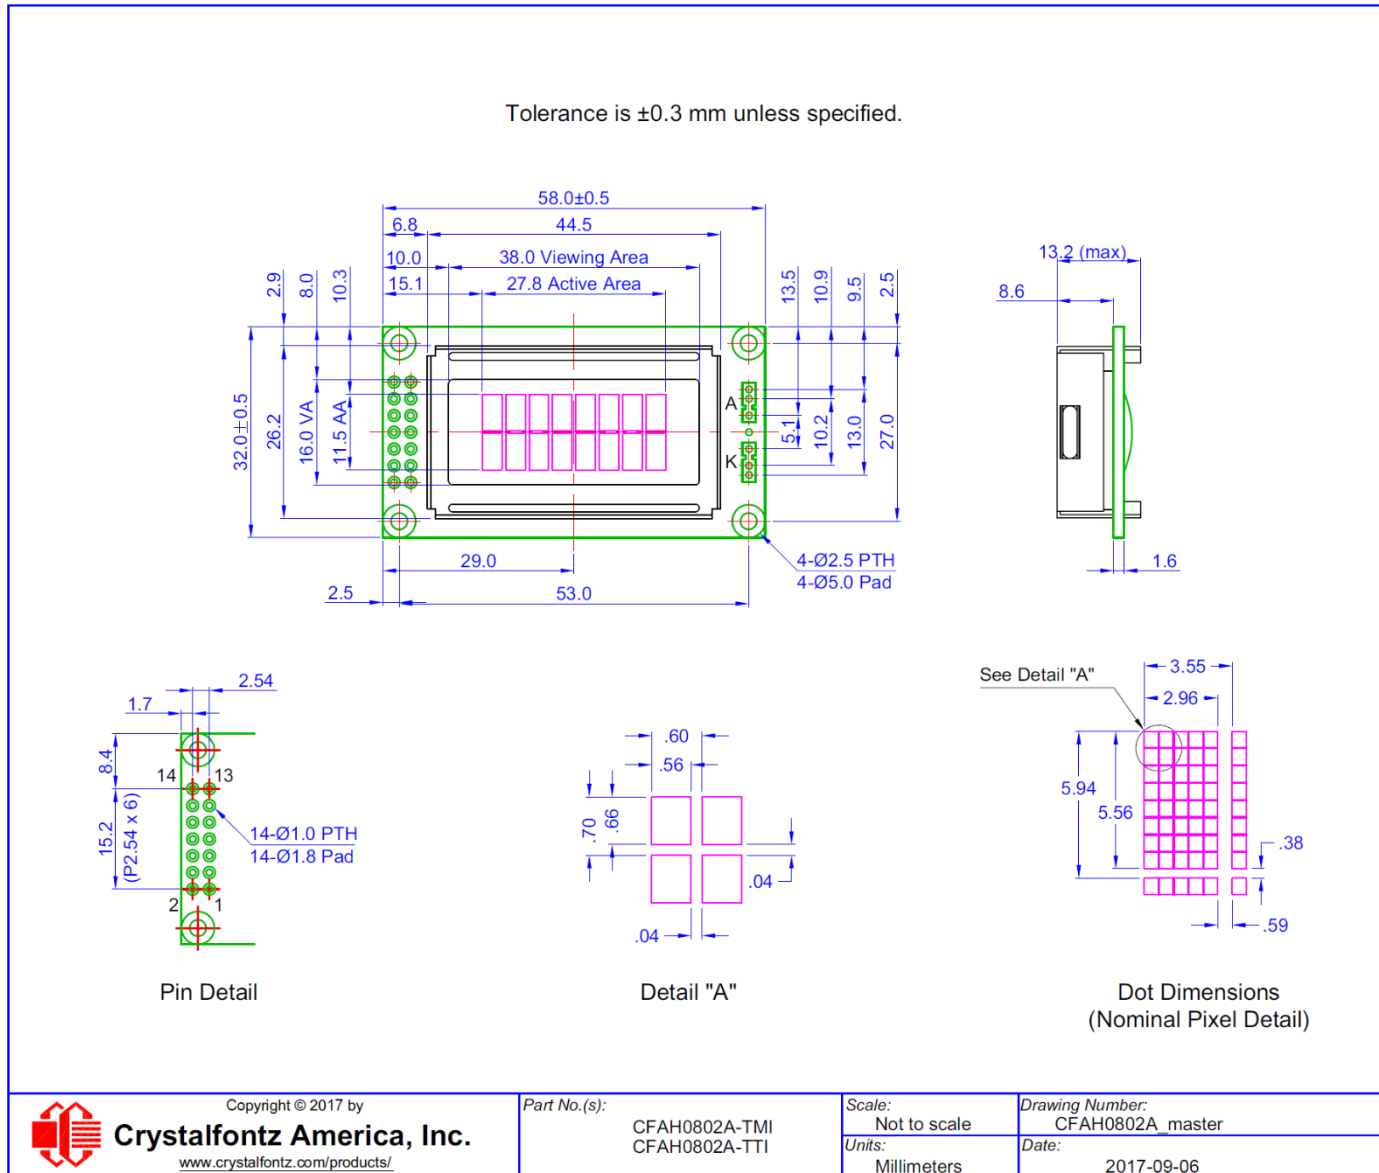 Tolerance is ±0.3 mm unless specified.
58.0±0.5
6.8
44.5
10.0
38.0 Viewing Area
15.1
27.8 Active Area
2.9
8.0
10.3
13.5
10.9
9.5
2.5
32.0±0.5
26.2
16.0 VA
11.5 AA
A
K
5.1
10.2
13.0
27.0
29.0
2.5
53.0
4-Ø2.5 PTH
4-Ø5.0 Pad
13.2 (max)
8.6
1.6
2.54
1.7
8.4
14
13
15.2
(P2.54 x 6)
14-Ø1.0 PTH
14-Ø1.8 Pad
2
1
Pin Detail
.60
.56
.70
.66
.04
.04
Detail "A"
See Detail "A"
3.55
2.96
5.94
5.56
.38
.59
Dot Dimensions
(Nominal Pixel Detail)
Copyright © 2017 by
Crystalfontz America, Inc.
www.crystalfontz.com/products/
Part No.(s):
CFAH0802A-TMI
CFAH0802A-TTI
Scale:
Not to scale
Units:
Millimeters
Drawing Number:
CFAH0802A_master
Date:
2017-09-06